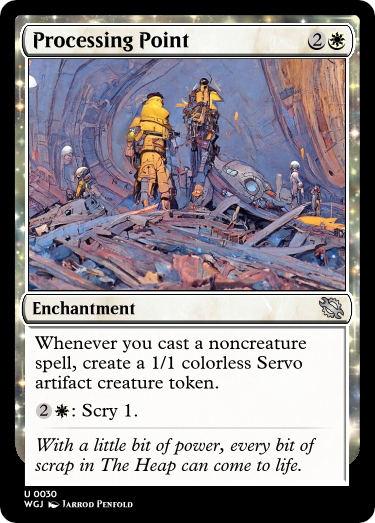 Processing Point 2
Enchantment
Whenever you cast a noncreature
spell, create a 1/1 colorless Servo
artifact creature token.
2 : Scry 1.
With a little bit of power, every bit of
scrap in The Heap can come to life.
U 0030
WGJ Jarrod Penfold